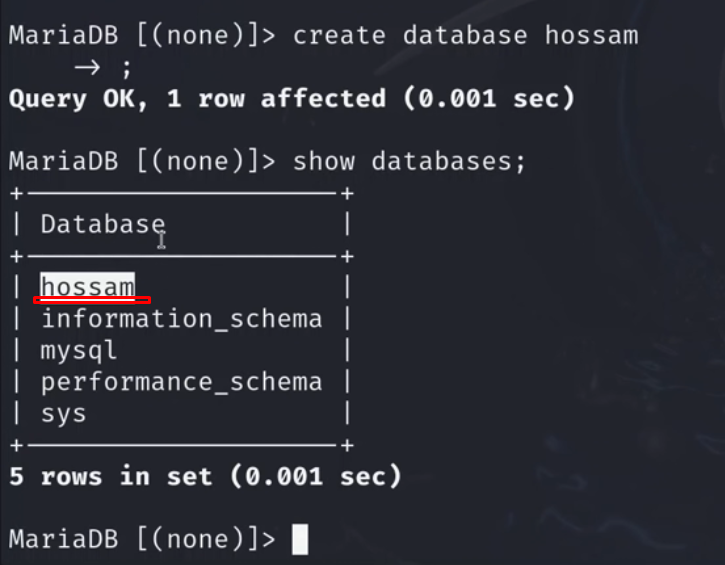 MariaDB [(none)]> create database hossam
    → ;
Query OK, 1 row affected (0.001 sec)
MariaDB [(none)]> show databases;
+--------------------+
| Database           |
+--------------------+
| hossam             |
| information_schema |
| mysql              |
| performance_schema |
| sys                |
+--------------------+
5 rows in set (0.001 sec)
MariaDB [(none)]>